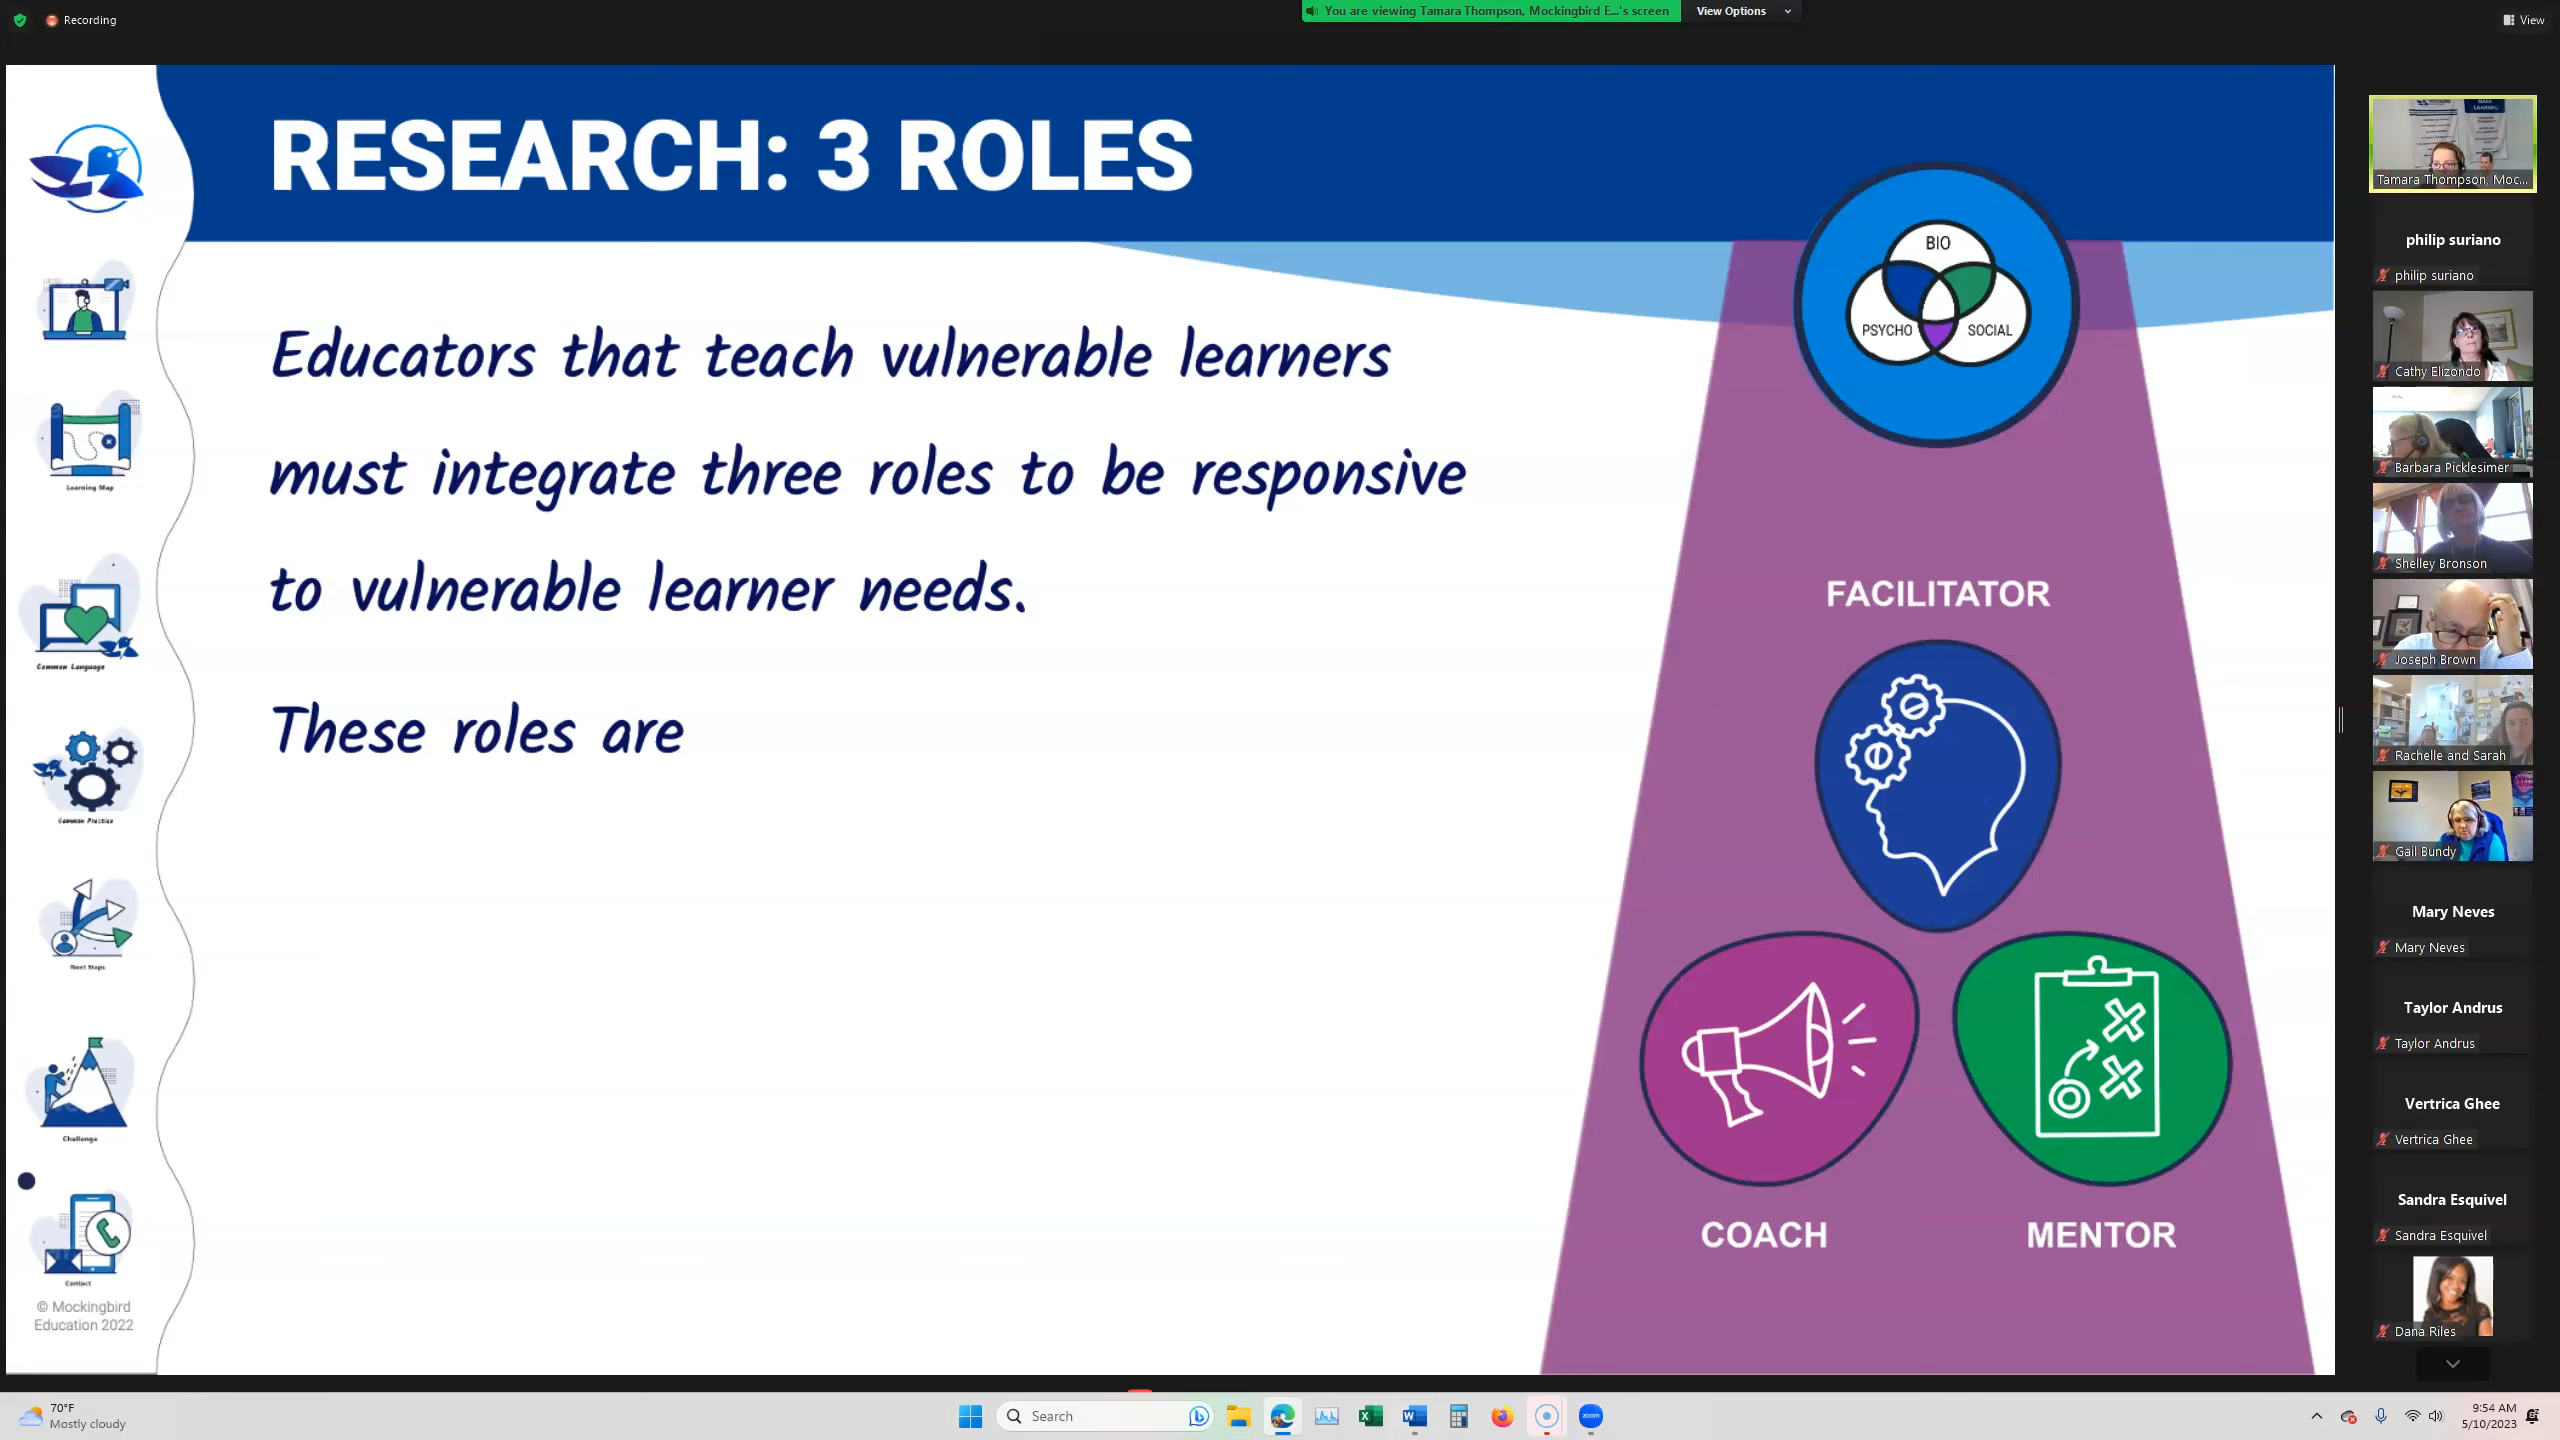 Recording
You are viewing Tamara Thompson, Mockingbird E...'s screen
View Options
View
RESEARCH: 3 ROLES
Educators that teach vulnerable learners
must integrate three roles to be responsive
to vulnerable learner needs.
These roles are
BIO
PSYCHO
SOCIAL
FACILITATOR
COACH
MENTOR
Learning Map
Common Language
Common Practice
Next Steps
Challenge
Contact
© Mockingbird
Education 2022
Tamara Thompson, Moc...
philip suriano
philip suriano
Cathy Elizondo
Barbara Picklesimer
Shelley Bronson
Joseph Brown
Rachelle and Sarah
Gail Bundy
Mary Neves
Mary Neves
Taylor Andrus
Taylor Andrus
Vertrica Ghee
Vertrica Ghee
Sandra Esquivel
Sandra Esquivel
Dana Riles
70°F
Mostly cloudy
Search
zoom
9:54 AM
5/10/2023